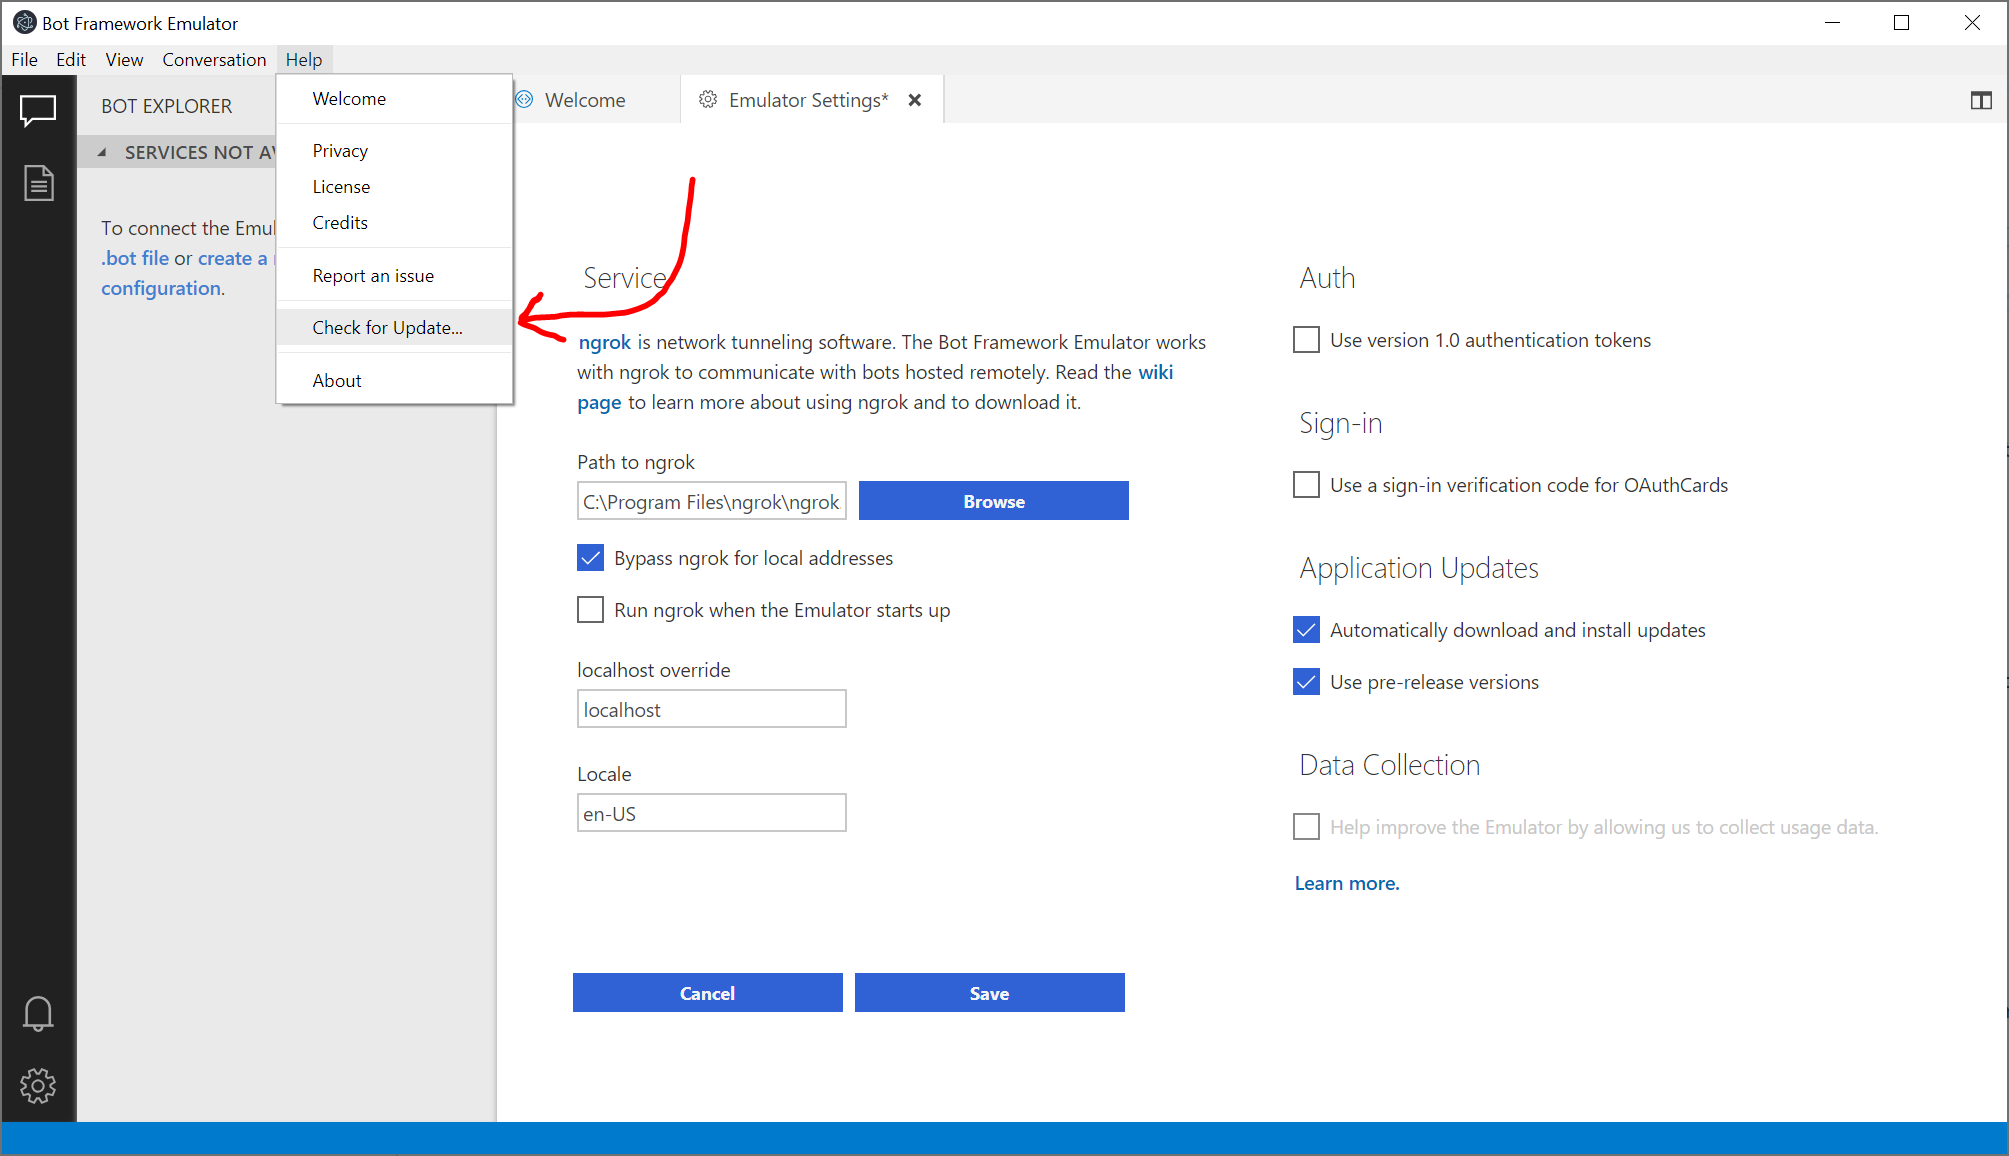 Bot Framework Emulator
File Edit View Conversation Help
BOT EXPLORER
SERVICES NOT AV
To connect the Emul
.bot file or create a
configuration.
Welcome
Privacy
License
Credits
Report an issue
Check for Update...
About
Welcome
Emulator Settings*
Service
ngrok is network tunneling software. The Bot Framework Emulator works
with ngrok to communicate with bots hosted remotely. Read the wiki
page to learn more about using ngrok and to download it.
Path to ngrok
C:\Program Files\ngrok\ngrok
Browse
Bypass ngrok for local addresses
Run ngrok when the Emulator starts up
localhost override
localhost
Locale
en-US
Cancel
Save
Auth
Use version 1.0 authentication tokens
Sign-in
Use a sign-in verification code for OAuthCards
Application Updates
Automatically download and install updates
Use pre-release versions
Data Collection
Help improve the Emulator by allowing us to collect usage data.
Learn more.